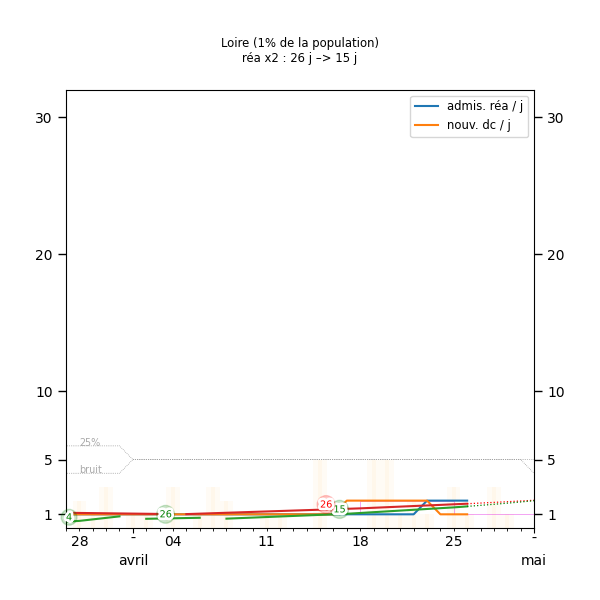 Loire (1% de la population)
réa x2 : 26 j –> 15 j
admis. réa / j
nouv. dc / j
30 30
20 20
10 10
25%
5 5
bruit
26 15
4 26
1 1
28 - 04 11 18 25 -
avril mai